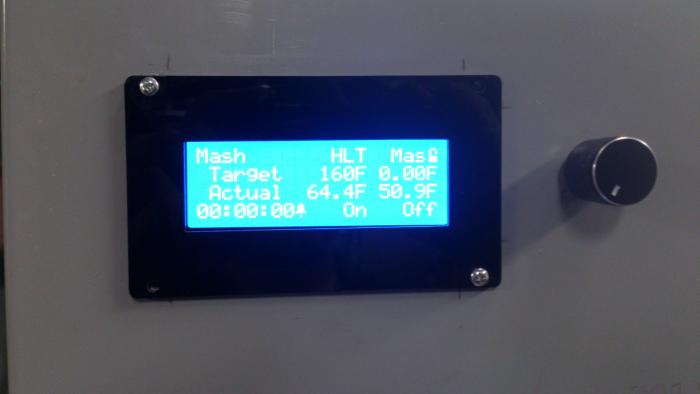 Mash HLT Mas
Target 160F 0.00F
Actual 64.4F 50.9F
00:00:00 On Off